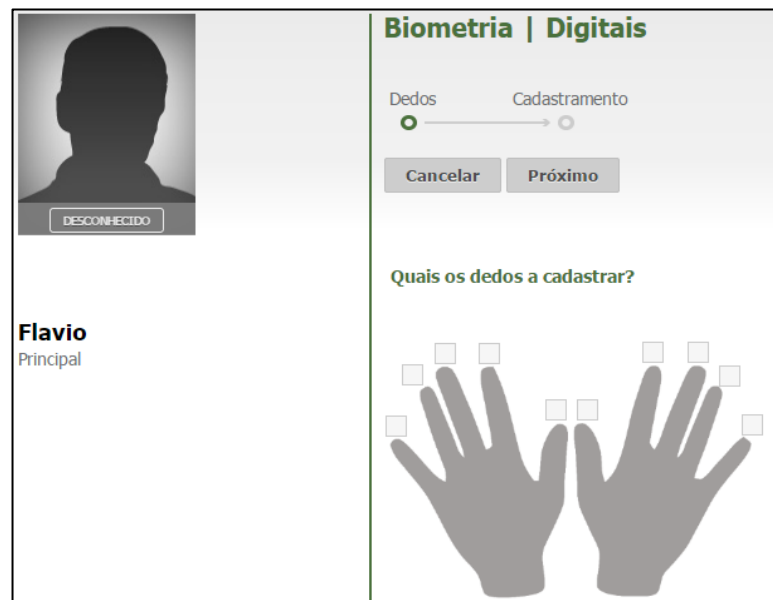 DESCONHECIDO
Flavio
Principal
Biometria | Digitais
Dedos
Cadastramento
Cancelar
Próximo
Quais os dedos a cadastrar?